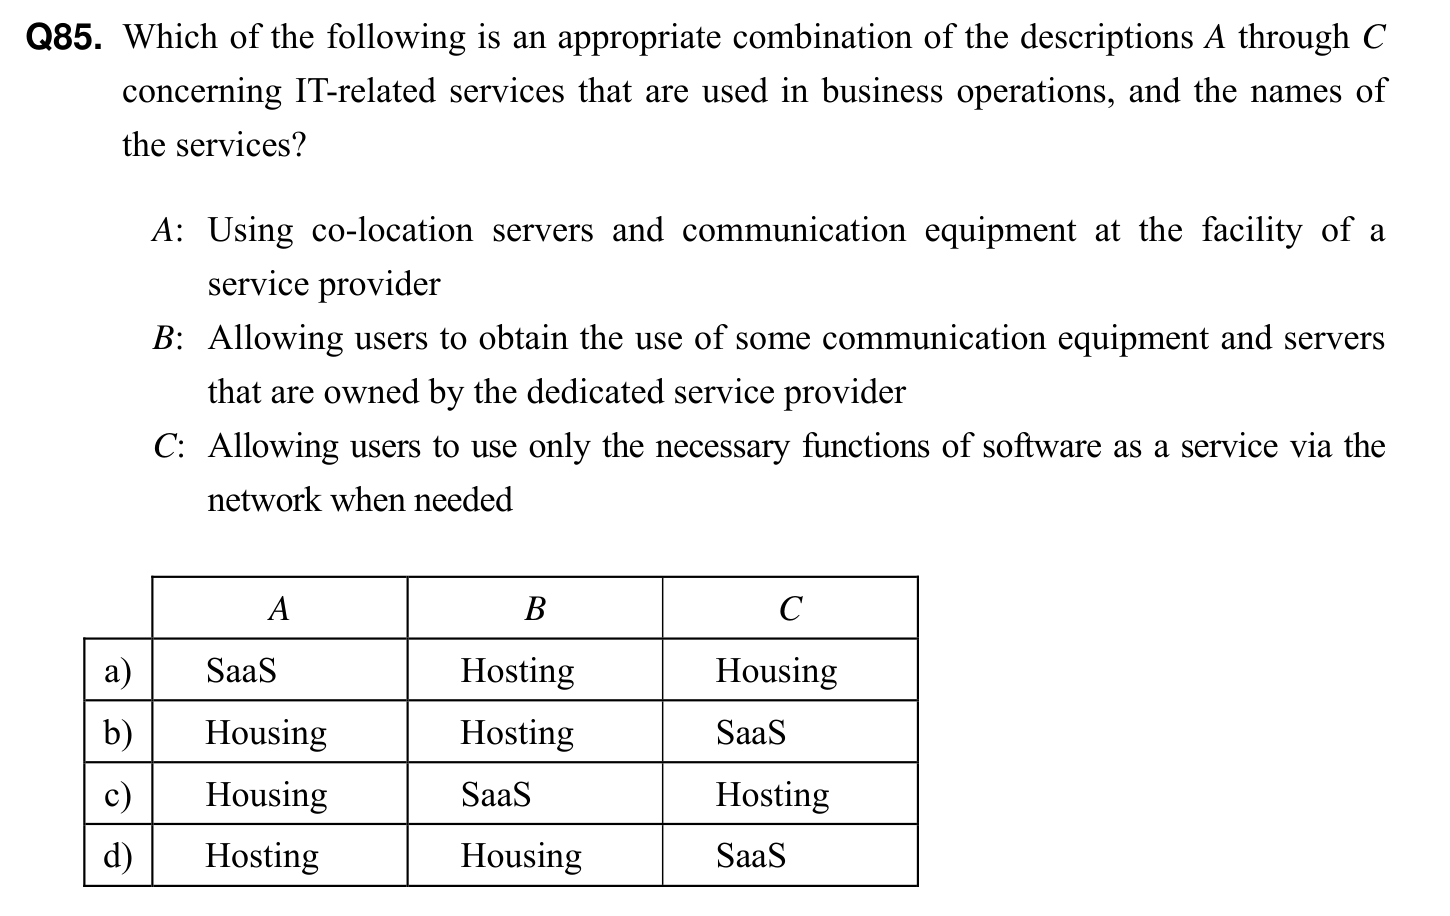 Q85. Which of the following is an appropriate combination of the descriptions A through C
concerning IT-related services that are used in business operations, and the names of
the services?
A: Using co-location servers and communication equipment at the facility of a
service provider
B: Allowing users to obtain the use of some communication equipment and servers
that are owned by the dedicated service provider
C: Allowing users to use only the necessary functions of software as a service via the
network when needed
A B C
a) SaaS Hosting Housing
b) Housing Hosting SaaS
c) Housing SaaS Hosting
d) Hosting Housing SaaS